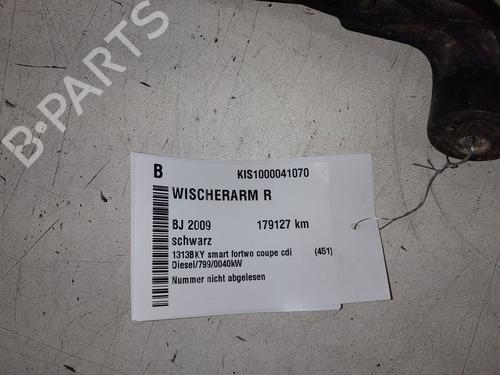 B-PARTS
B KIS1000041070
WISCHERARM R
BJ 2009 179127 km
schwarz
1313BKY smart fortwo coupe cdi (451)
Diesel/799/0040kW
Nummer nicht abgelesen